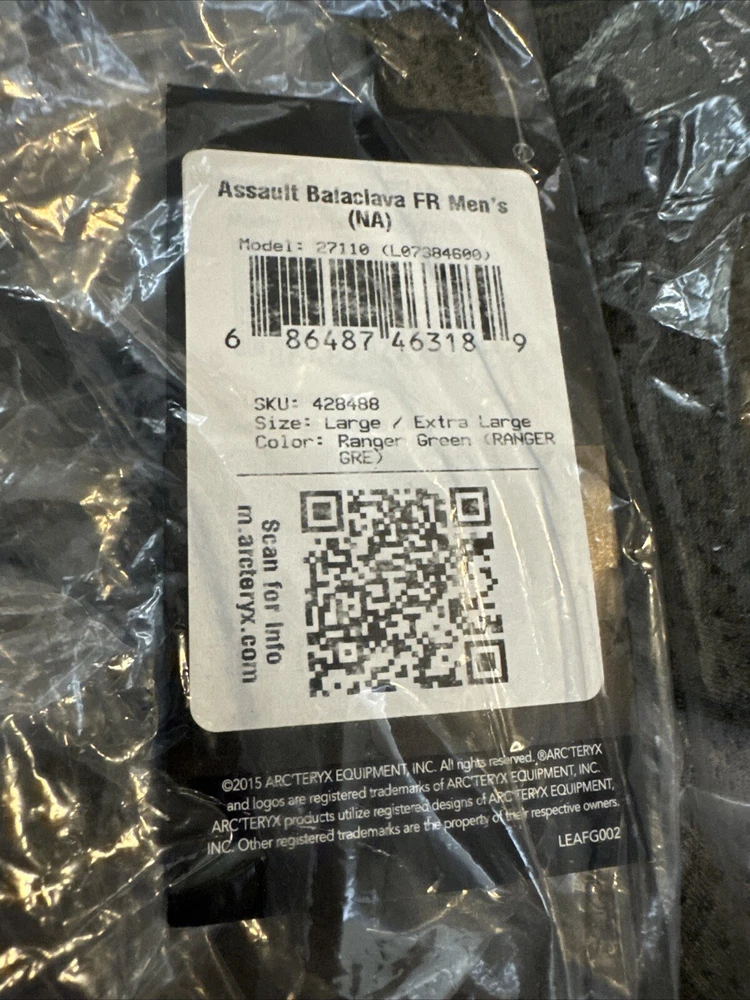 Assault Balaclava FR Men's
(NA)
Model: 27110 (L07384600)
6 86487 46318 9
SKU: 428488
Size: Large / Extra Large
Color: Ranger Green (RANGER
GRE)
Scan for Info
m.arcteryx.com
©2015 ARC'TERYX EQUIPMENT, INC. All rights reserved. ®ARC'TERYX
and logos are registered trademarks of ARC'TERYX EQUIPMENT, INC.
ARC'TERYX products utilize registered designs of ARC'TERYX EQUIPMENT,
INC. Other registered trademarks are the property of their respective owners.
LEAFG002